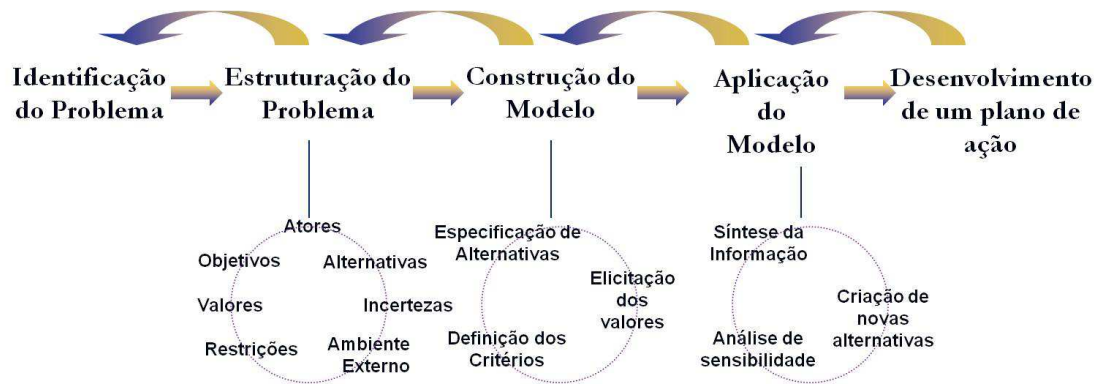 Identificação
do Problema
Estruturação do
Problema
Construção do
Modelo
Aplicação
do
Modelo
Desenvolvimento
de um plano de
ação
Atores
Objetivos
Alternativas
Valores
Incertezas
Restrições
Ambiente
Externo
Especificação de
Alternativas
Elicitação
dos
valores
Definição dos
Critérios
Síntese da
Informação
Criação de
novas
alternativas
Análise de
sensibilidade